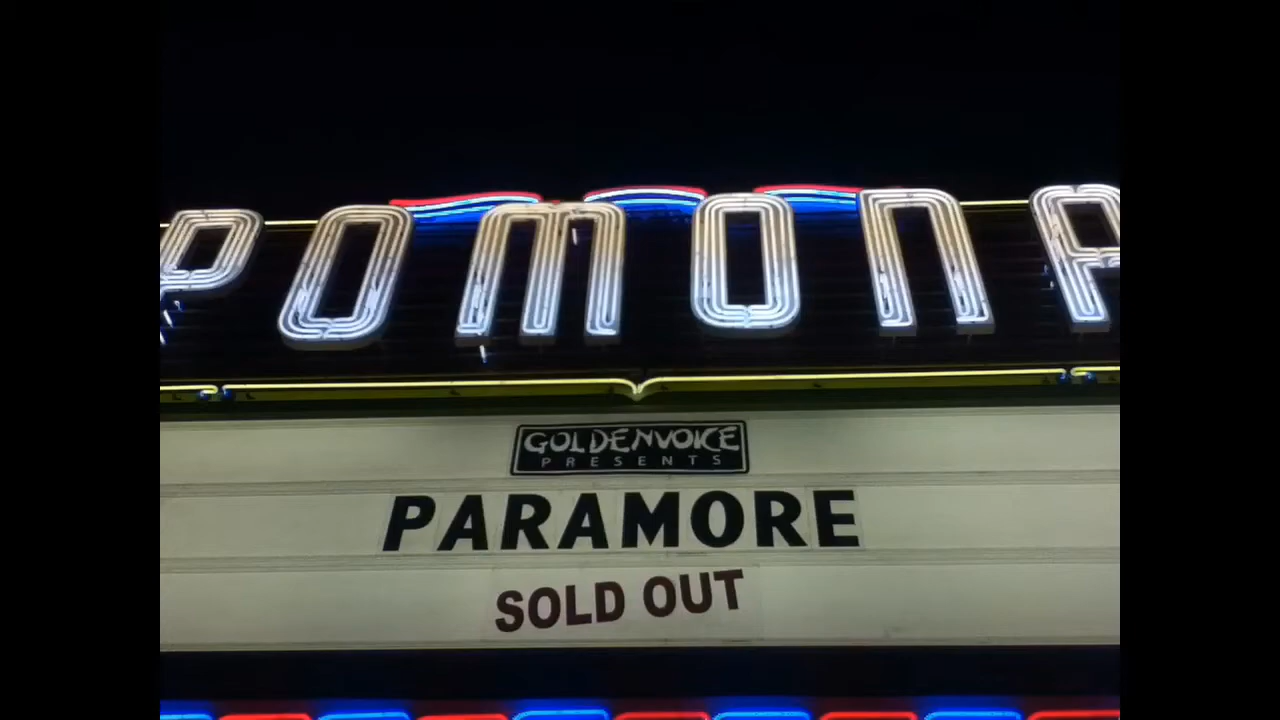 POMONA
GOLDENVOICE
PRESENTS
PARAMORE
SOLD OUT